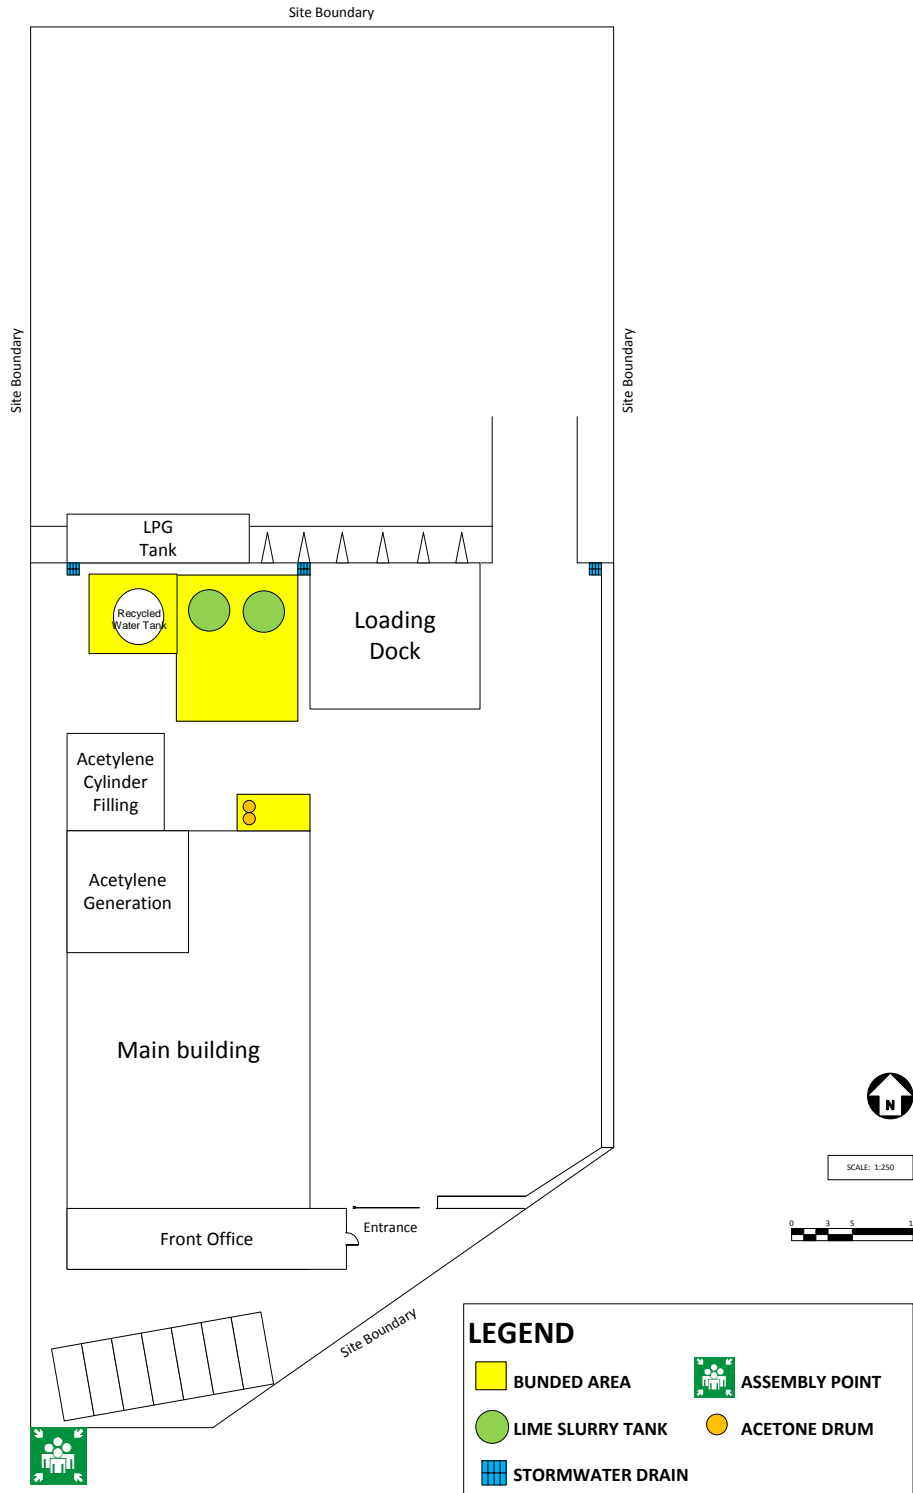 Site Boundary
Site Boundary
Site Boundary
LPG
Tank
Recycled
Water Tank
Loading
Dock
Acetylene
Cylinder
Filling
Acetylene
Generation
Main building
N
SCALE: 1:250
0 3 5 1
Entrance
Front Office
Site Boundary
LEGEND
BUNDED AREA
ASSEMBLY POINT
LIME SLURRY TANK
ACETONE DRUM
STORMWATER DRAIN